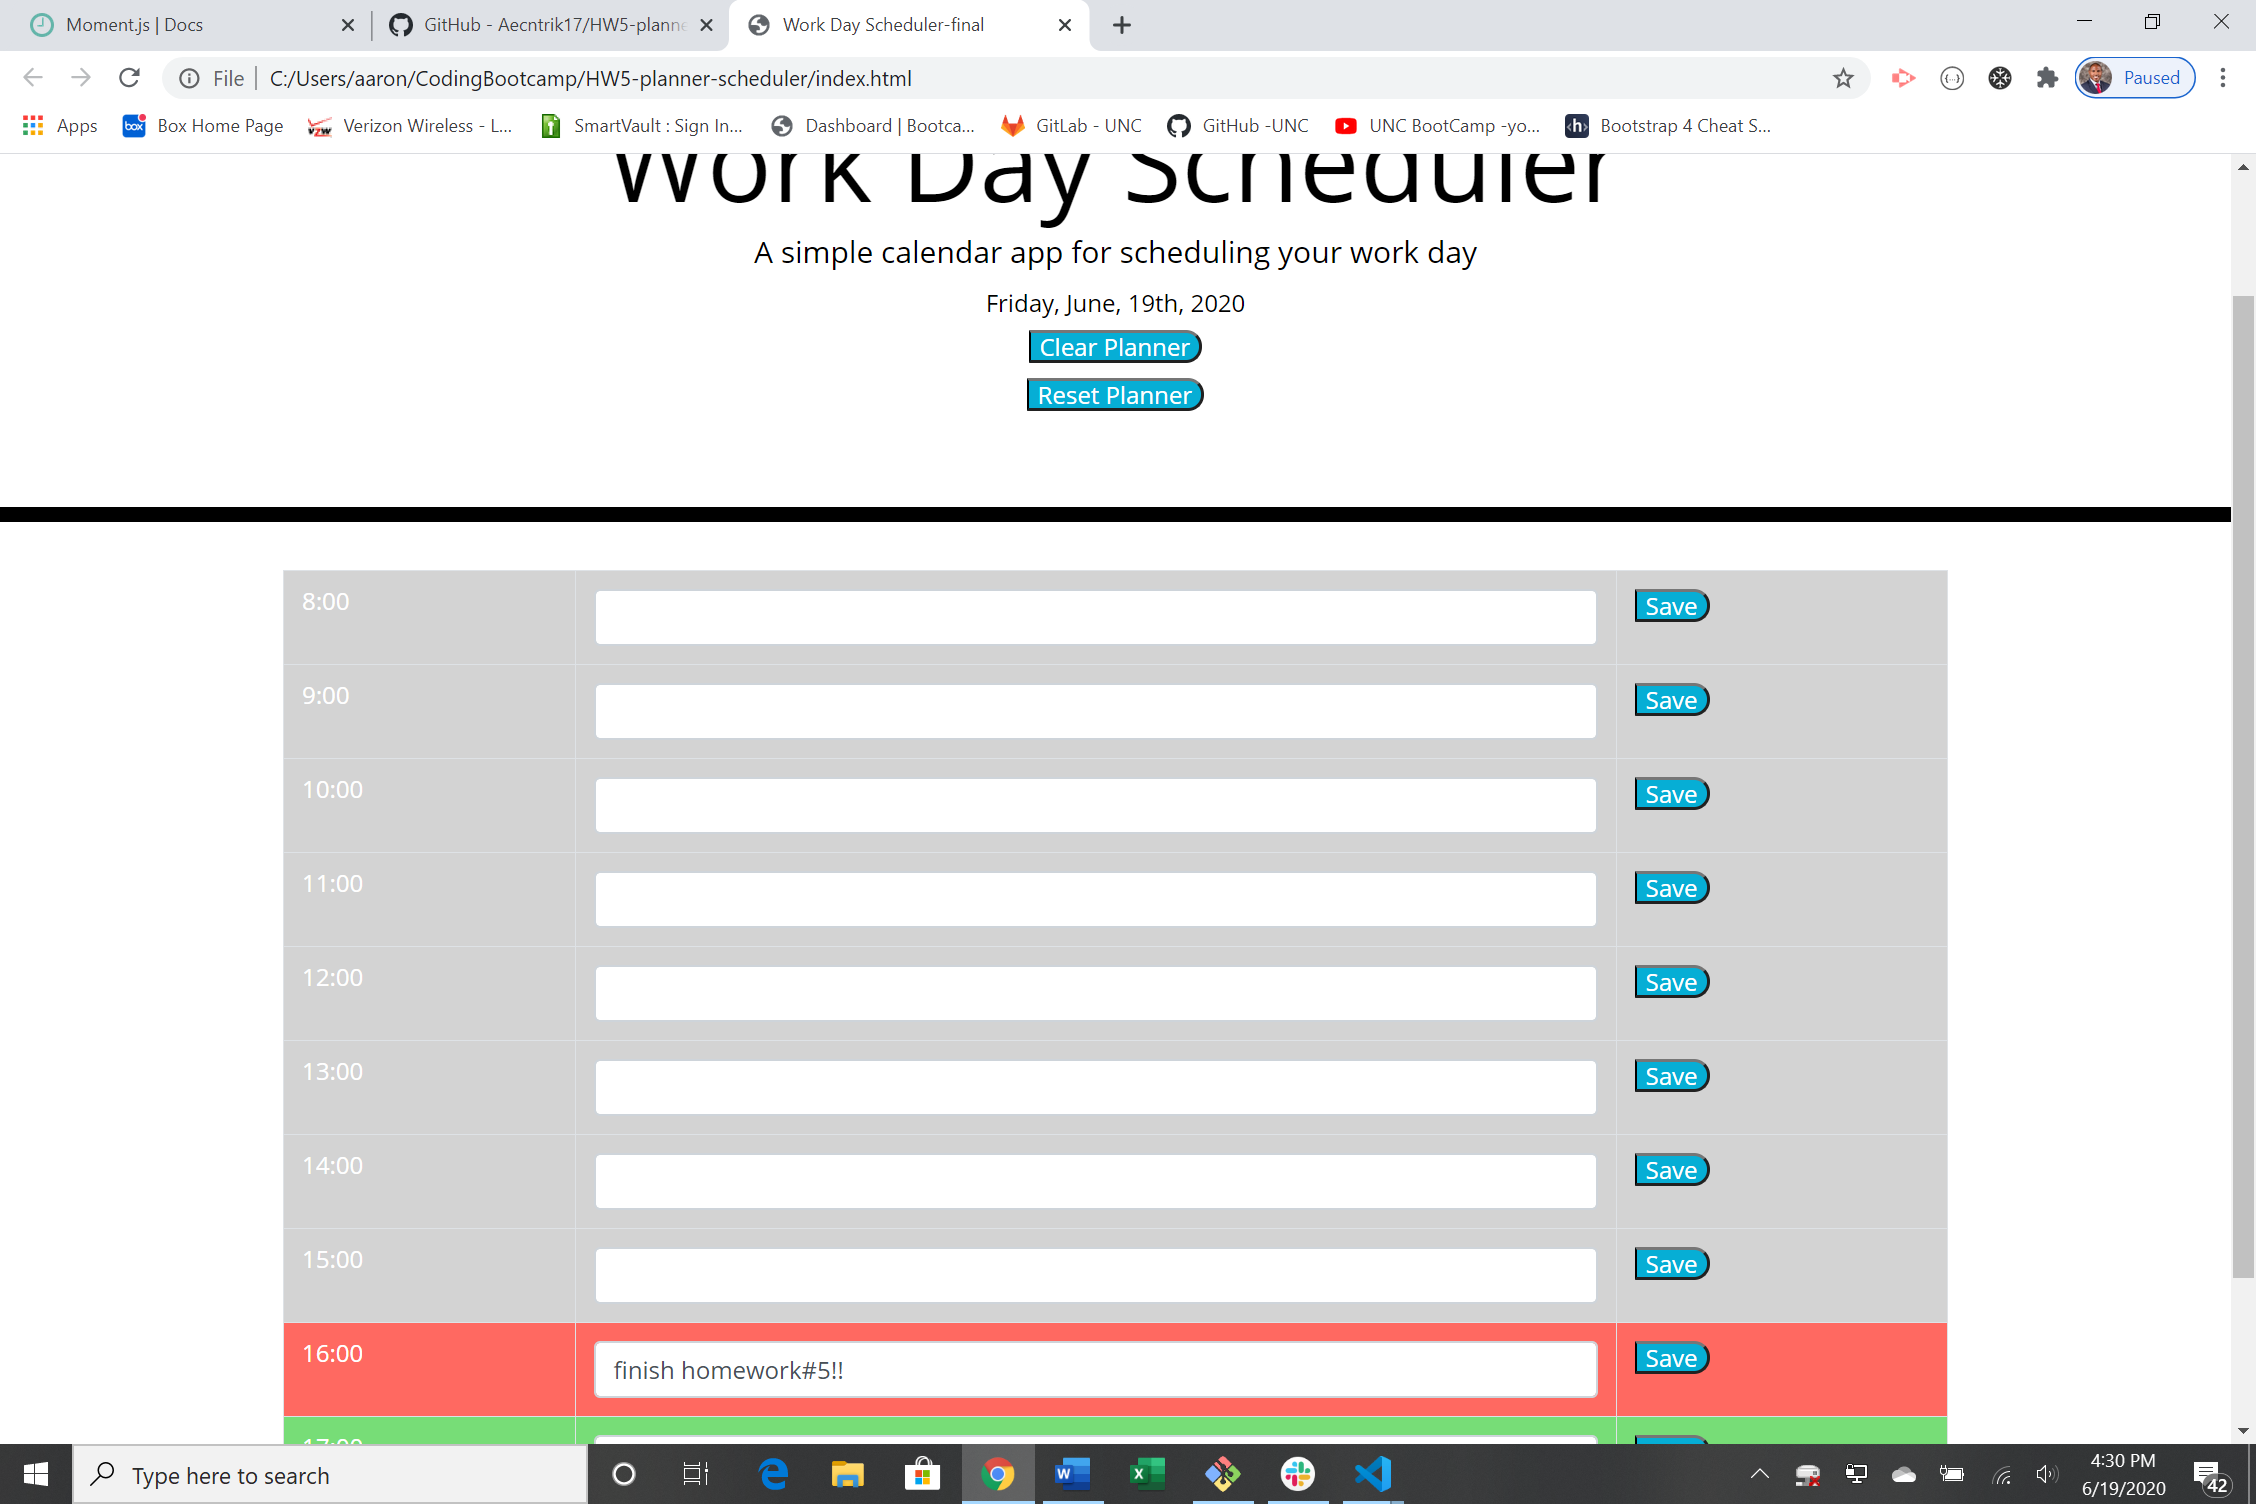 Moment.js | Docs
GitHub - Aecntrik17/HW5-planne
Work Day Scheduler-final
File | C:/Users/aaron/CodingBootcamp/HW5-planner-scheduler/index.html
Paused
Apps
box Box Home Page
vzw Verizon Wireless - L...
SmartVault : Sign In...
Dashboard | Bootca...
GitLab - UNC
GitHub -UNC
UNC BootCamp -yo...
<h> Bootstrap 4 Cheat S...
Work Day Scheduler
A simple calendar app for scheduling your work day
Friday, June, 19th, 2020
Clear Planner
Reset Planner
8:00 Save
9:00 Save
10:00 Save
11:00 Save
12:00 Save
13:00 Save
14:00 Save
15:00 Save
16:00 finish homework#5!! Save
17:00
Type here to search
4:30 PM
6/19/2020
42